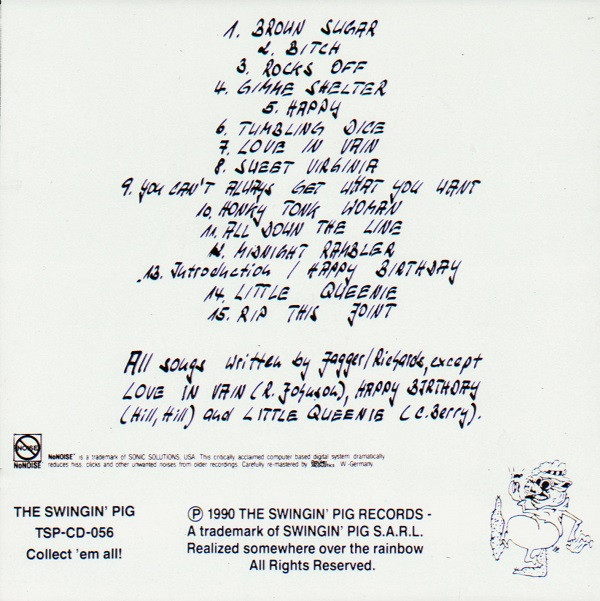 1. BROWN SUGAR
2. BITCH
3. ROCKS OFF
4. GIMME SHELTER
5. HAPPY
6. TUMBLING DICE
7. LOVE IN VAIN
8. SWEET VIRGINIA
9. YOU CAN'T ALWAYS GET WHAT YOU WANT
10. HONKY TONK WOMAN
11. ALL DOWN THE LINE
12. MIDNIGHT RAMBLER
13. Introduction / HAPPY BIRTHDAY
14. LITTLE QUEENIE
15. RIP THIS JOINT
All songs written by Jagger/Richards, except
LOVE IN VAIN (R. Johnson), HAPPY BIRTHDAY
(Hill, Hill) and LITTLE QUEENIE (C. Berry).
NOISE
NoNOISE
NoNOISE™ is a trademark of SONIC SOLUTIONS, USA. This critically acclaimed computer based digital system dramatically
reduces hiss, clicks and other unwanted noises from older recordings. Carefully re-mastered by W.-Germany.
THE SWINGIN' PIG
TSP-CD-056
Collect 'em all!
Ⓟ 1990 THE SWINGIN' PIG RECORDS -
A trademark of SWINGIN' PIG S.A.R.L.
Realized somewhere over the rainbow
All Rights Reserved.